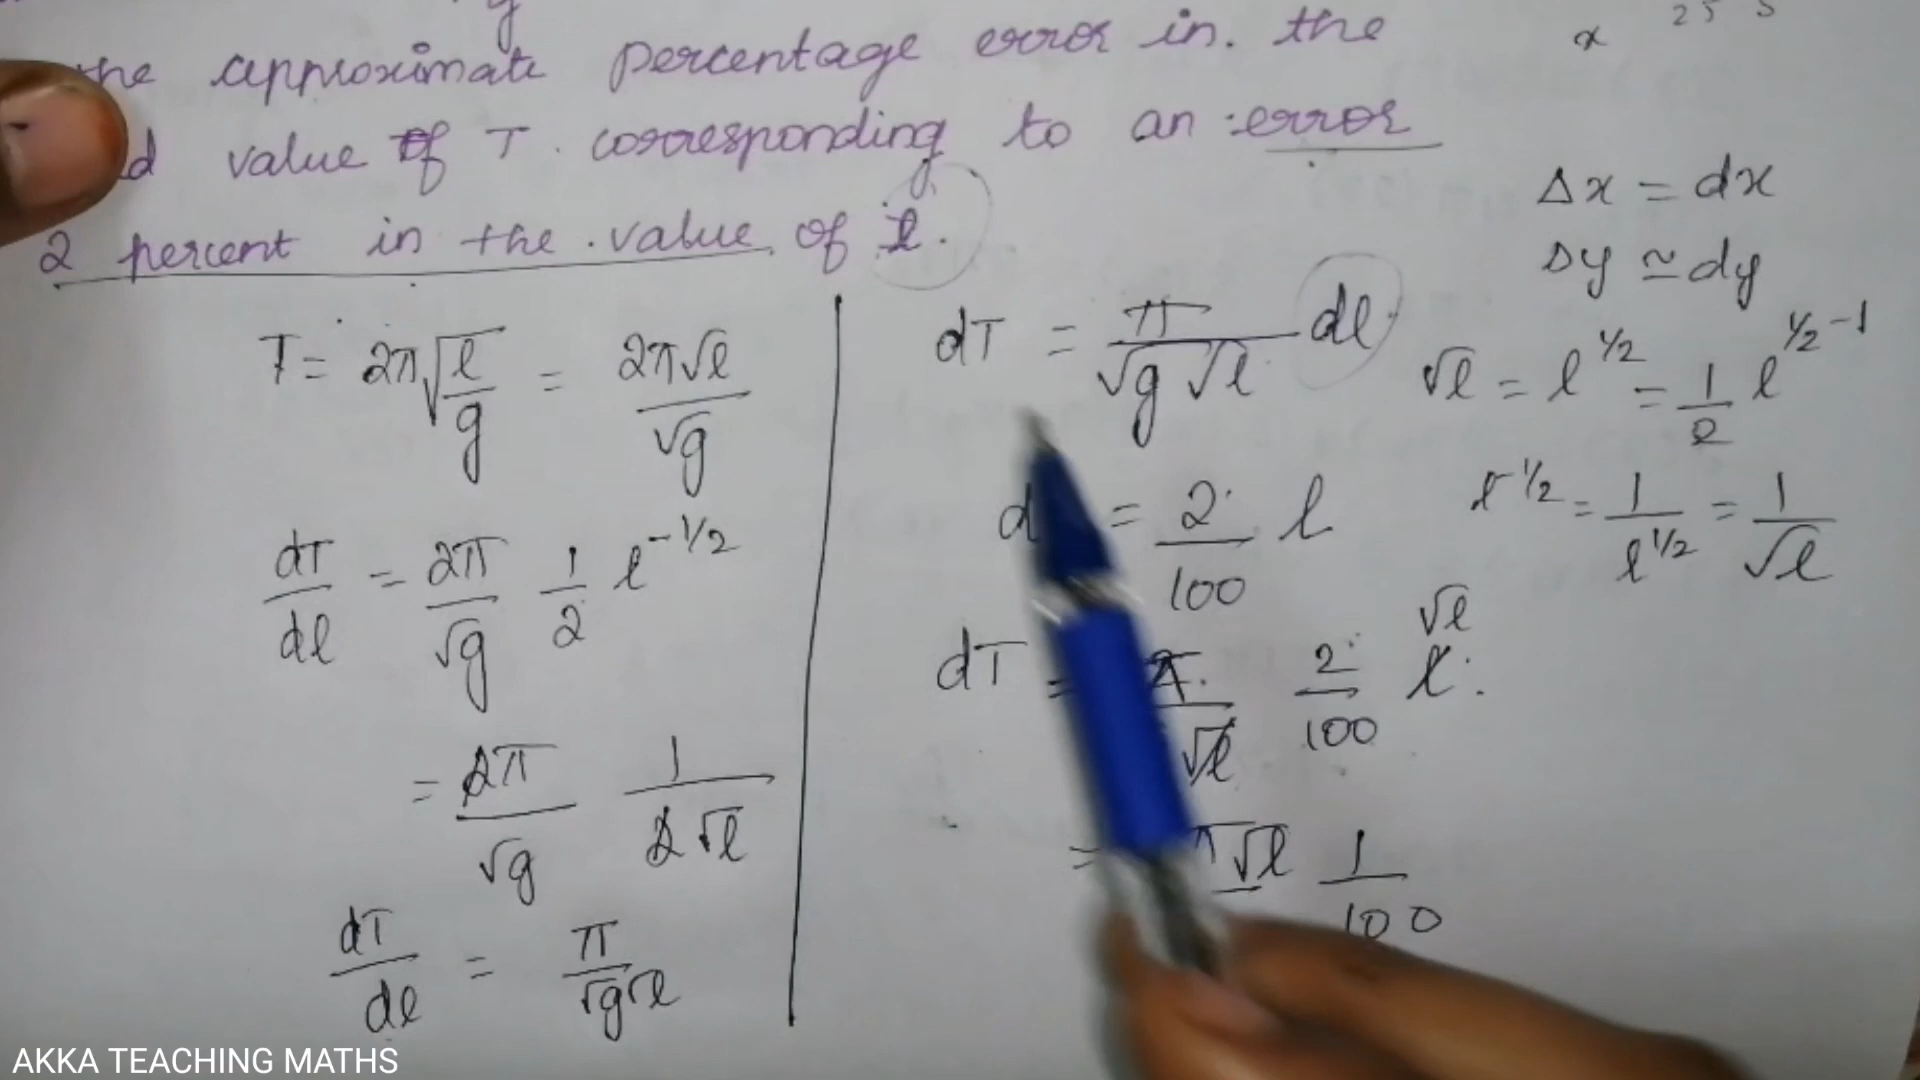 the approximate percentage error in. the
value of T. corresponding to an error
2 percent in the value of l.
Δx = dx
Δy ≃ dy
T = 2π√(l/g) = 2π√l/√g
dT/dl = 2π/√g 1/2 l^(-1/2)
= 2π/√g 1/(2√l)
dT/dl = π/(√g√l)
dT = π/(√g √l) dl
= 2/100 l
dT = 2/100 l √l
= √l 1/100
√l = l^(1/2) = 1/2 l^(1/2 - 1)
l^(-1/2) = 1/l^(1/2) = 1/√l
AKKA TEACHING MATHS